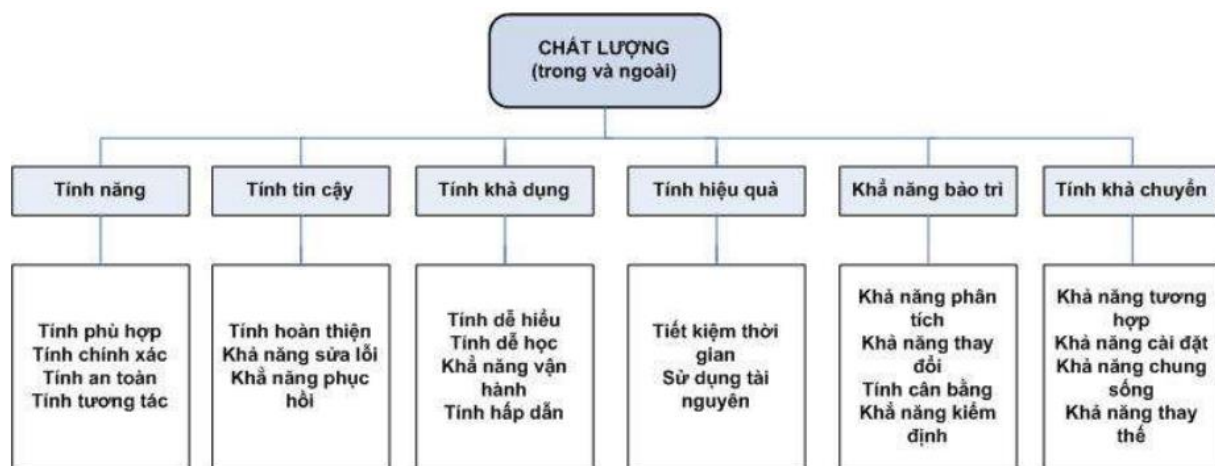 CHẤT LƯỢNG
(trong và ngoài)
Tính năng
Tính tin cậy
Tính khả dụng
Tính hiệu quả
Khả năng bảo trì
Tính khả chuyển
Tính phù hợp
Tính chính xác
Tính an toàn
Tính tương tác
Tính hoàn thiện
Khả năng sửa lỗi
Khả năng phục
hồi
Tính dễ hiểu
Tính dễ học
Khả năng vận
hành
Tính hấp dẫn
Tiết kiệm thời
gian
Sử dụng tài
nguyên
Khả năng phân
tích
Khả năng thay
đổi
Tính cân bằng
Khả năng kiểm
định
Khả năng tương
hợp
Khả năng cài đặt
Khả năng chung
sống
Khả năng thay
thế